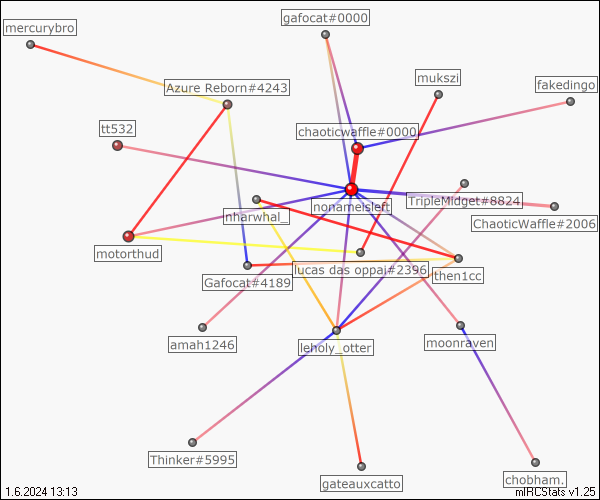 gafocat#0000
mercurybro
mukszi
fakedingo
Azure Reborn#4243
tt532
chaoticwaffle#0000
TripleMidget#8824
nonameisleft
nharwhal_
ChaoticWaffle#2006
motorthud
lucas das oppai#2396
then1cc
Gafocat#4189
amah1246
leholy_otter
moonraven
Thinker#5995
gateauxcatto
chobham.
1.6.2024 13:13
mIRCStats v1.25